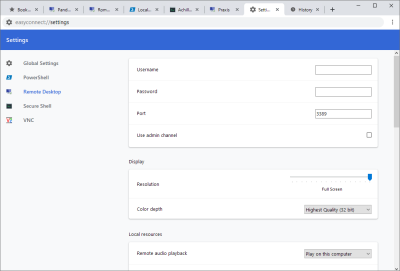 Book...
Pand...
Rem...
Local...
Achill...
Praxis
Setti...
History
easyconnect://settings
Settings
Global Settings
PowerShell
Remote Desktop
Secure Shell
VNC
Username
Password
Port
3389
Use admin channel
Display
Resolution
Full Screen
Color depth
Highest Quality (32 bit)
Local resources
Remote audio playback
Play on this computer